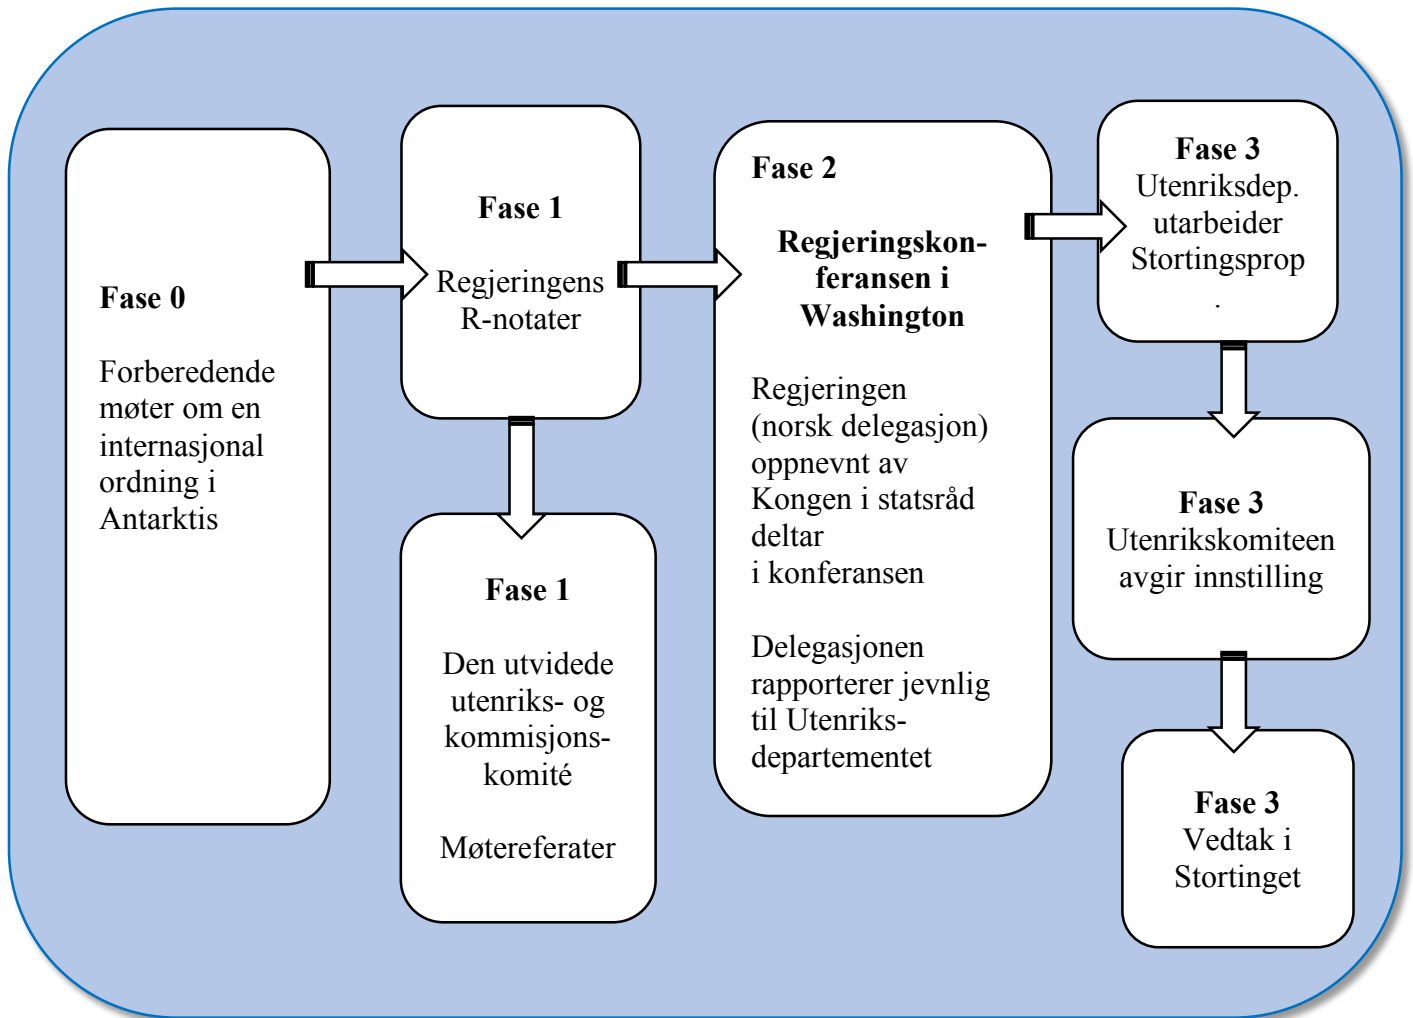 Fase 0
Forberedende
møter om en
internasjonal
ordning i
Antarktis
Fase 1
Regjeringens
R-notater
Fase 1
Den utvidede
utenriks- og
kommisjons-
komité
Møtereferater
Fase 2
Regjeringskon-
feransen i
Washington
Regjeringen
(norsk delegasjon)
oppnevnt av
Kongen i statsråd
deltar
i konferansen
Delegasjonen
rapporterer jevnlig
til Utenriks-
departementet
Fase 3
Utenriksdep.
utarbeider
Stortingsprop
.
Fase 3
Utenrikskomiteen
avgir innstilling
Fase 3
Vedtak i
Stortinget